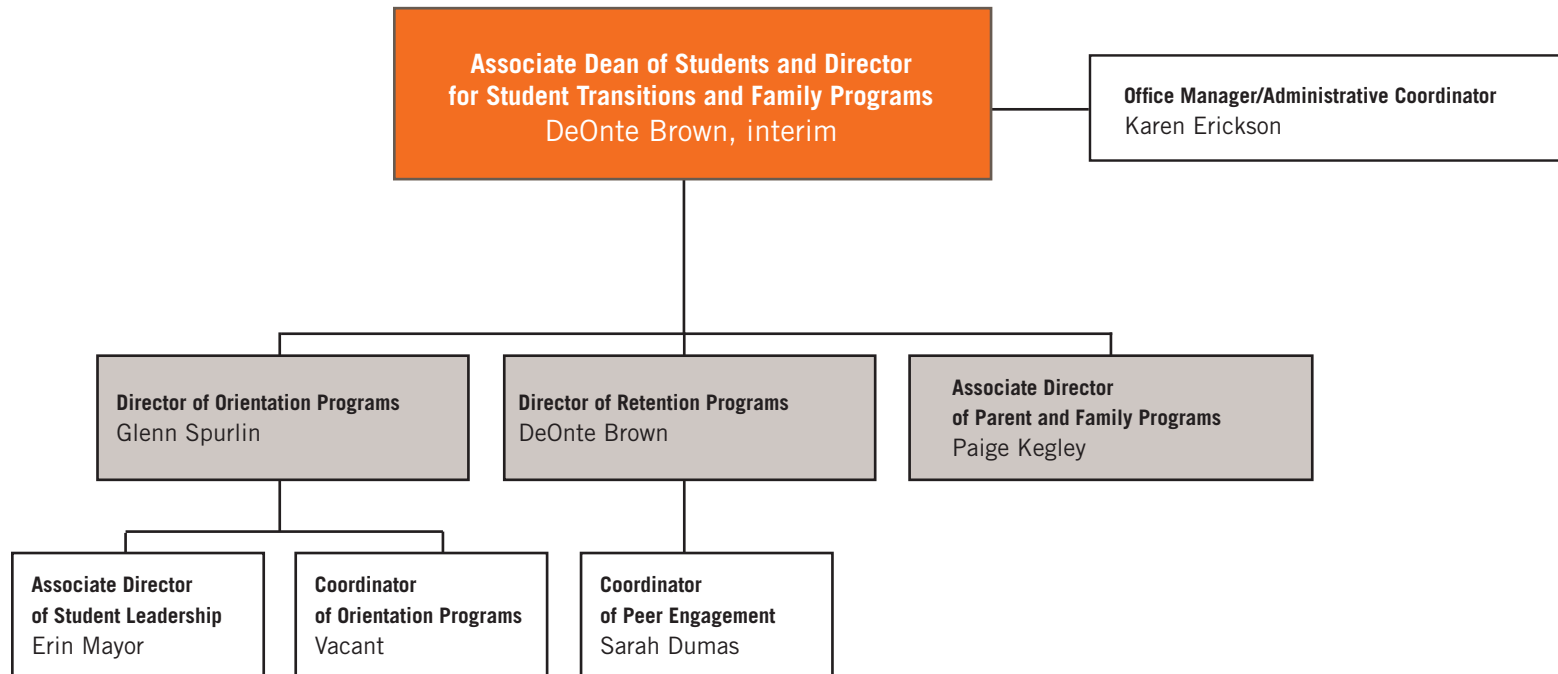 Associate Dean of Students and Director
for Student Transitions and Family Programs
DeOnte Brown, interim
Office Manager/Administrative Coordinator
Karen Erickson
Director of Orientation Programs
Glenn Spurlin
Director of Retention Programs
DeOnte Brown
Associate Director
of Parent and Family Programs
Paige Kegley
Associate Director
of Student Leadership
Erin Mayor
Coordinator
of Orientation Programs
Vacant
Coordinator
of Peer Engagement
Sarah Dumas